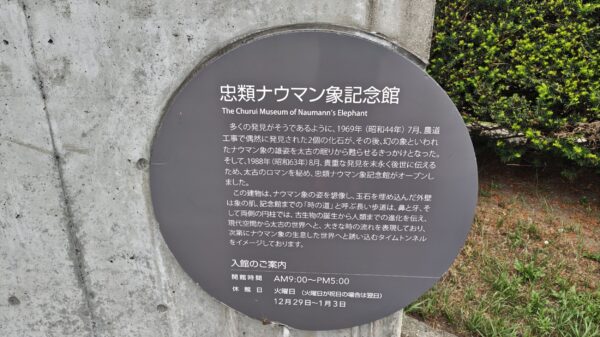 忠類ナウマン象記念館
The Churui Museum of Naumann's Elephant
多くの発見がそうであるように、1969年(昭和44年)7月、農道
工事で偶然に発見された2個の化石が、その後、幻の象といわれ
たナウマン象の雄姿を太古の眠りから甦らせるきっかけとなった。
そして、1988年(昭和63年)8月、貴重な発見を末永く後世に伝える
ため、太古のロマンを秘め、忠類ナウマン象記念館がオープンし
ました。
この建物は、ナウマン象の姿を想像し、玉石を埋め込んだ外壁
は象の肌、記念館までの「時の道」と呼ぶ長い歩道は、鼻と牙、そ
して両側の円柱では、古生物の誕生から人類までの進化を伝え、
現代空間から太古の世界へと、大きな時の流れを表現しており、
次第にナウマン象の生息した世界へと誘い込むタイムトンネル
をイメージしております。
入館のご案内
開館時間 AM9:00〜PM5:00
休館日 火曜日 (火曜日が祝日の場合は翌日)
12月29日〜1月3日